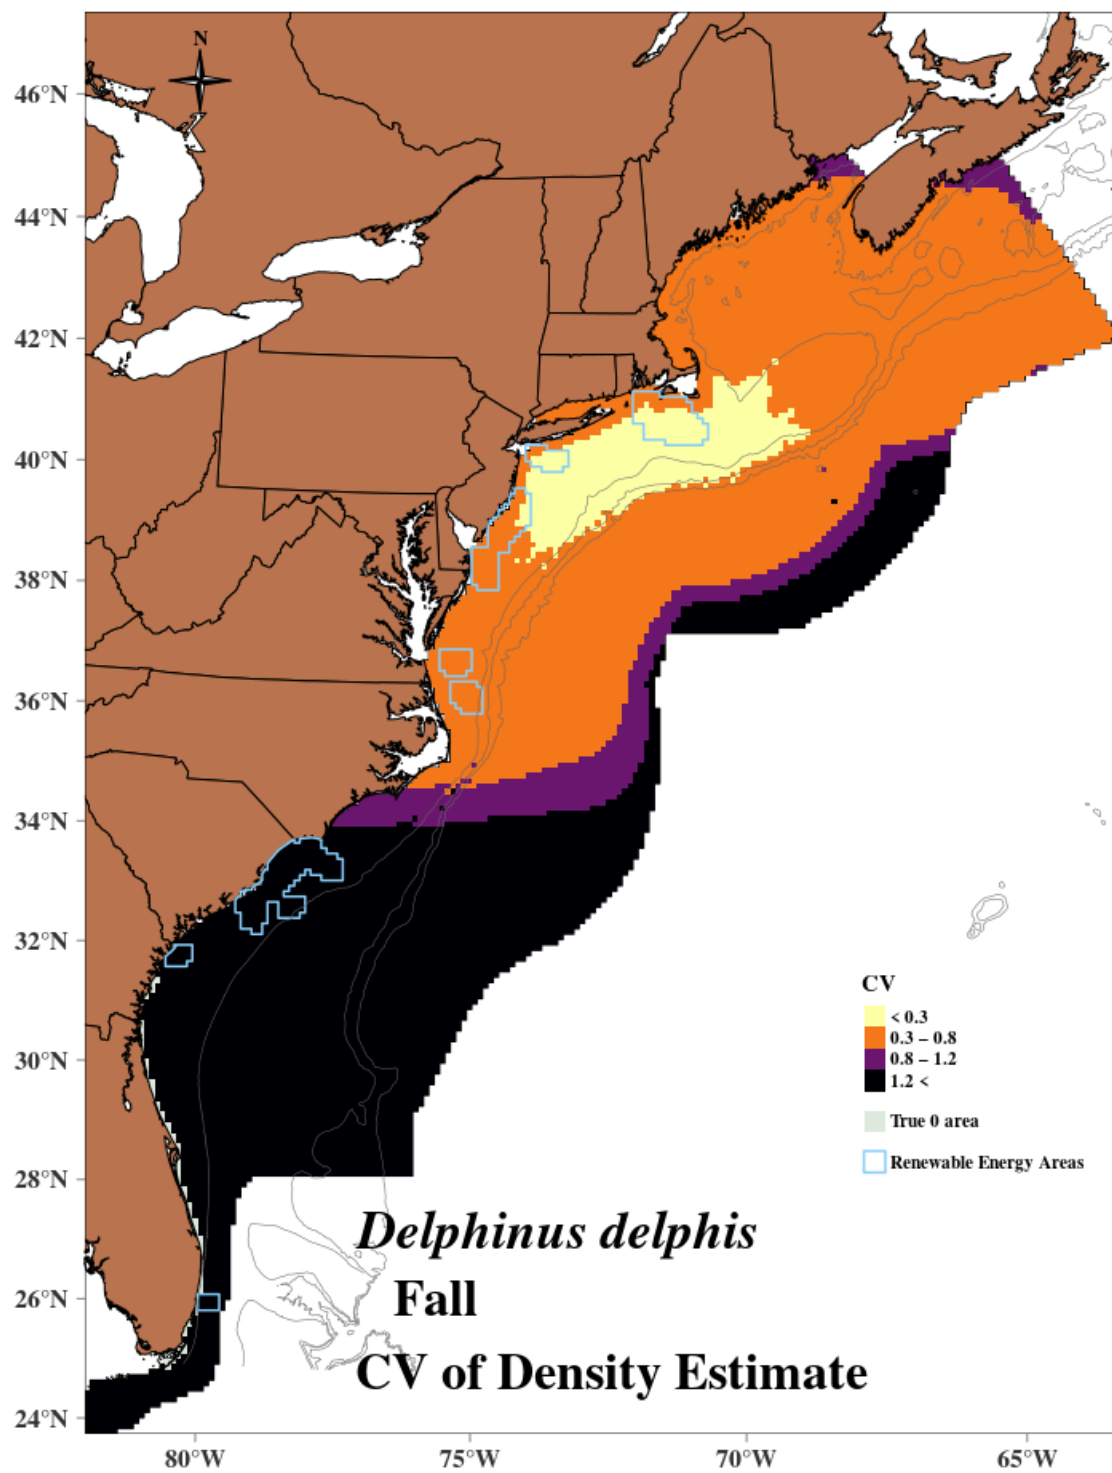 N
46°N
44°N
42°N
40°N
38°N
36°N
34°N
32°N
30°N
28°N
26°N
24°N
CV
< 0.3
0.3 – 0.8
0.8 – 1.2
1.2 <
True 0 area
Renewable Energy Areas
Delphinus delphis
Fall
CV of Density Estimate
80°W
75°W
70°W
65°W